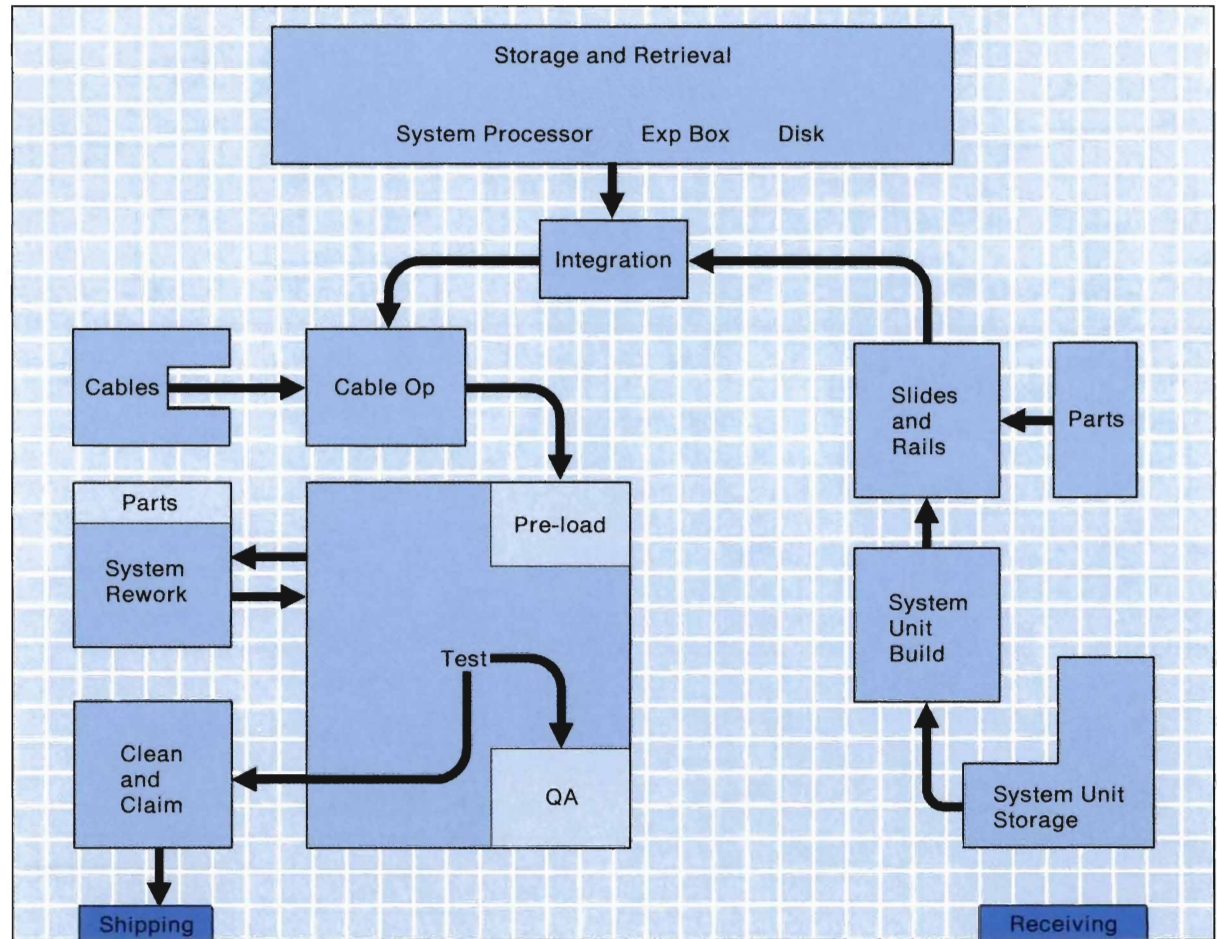 Storage and Retrieval
System Processor Exp Box Disk
Integration
Cables
Cable Op
Slides
and
Rails
Parts
Parts
System
Rework
Pre-load
System
Unit
Build
Test
Clean
and
Claim
QA
System Unit
Storage
Shipping
Receiving